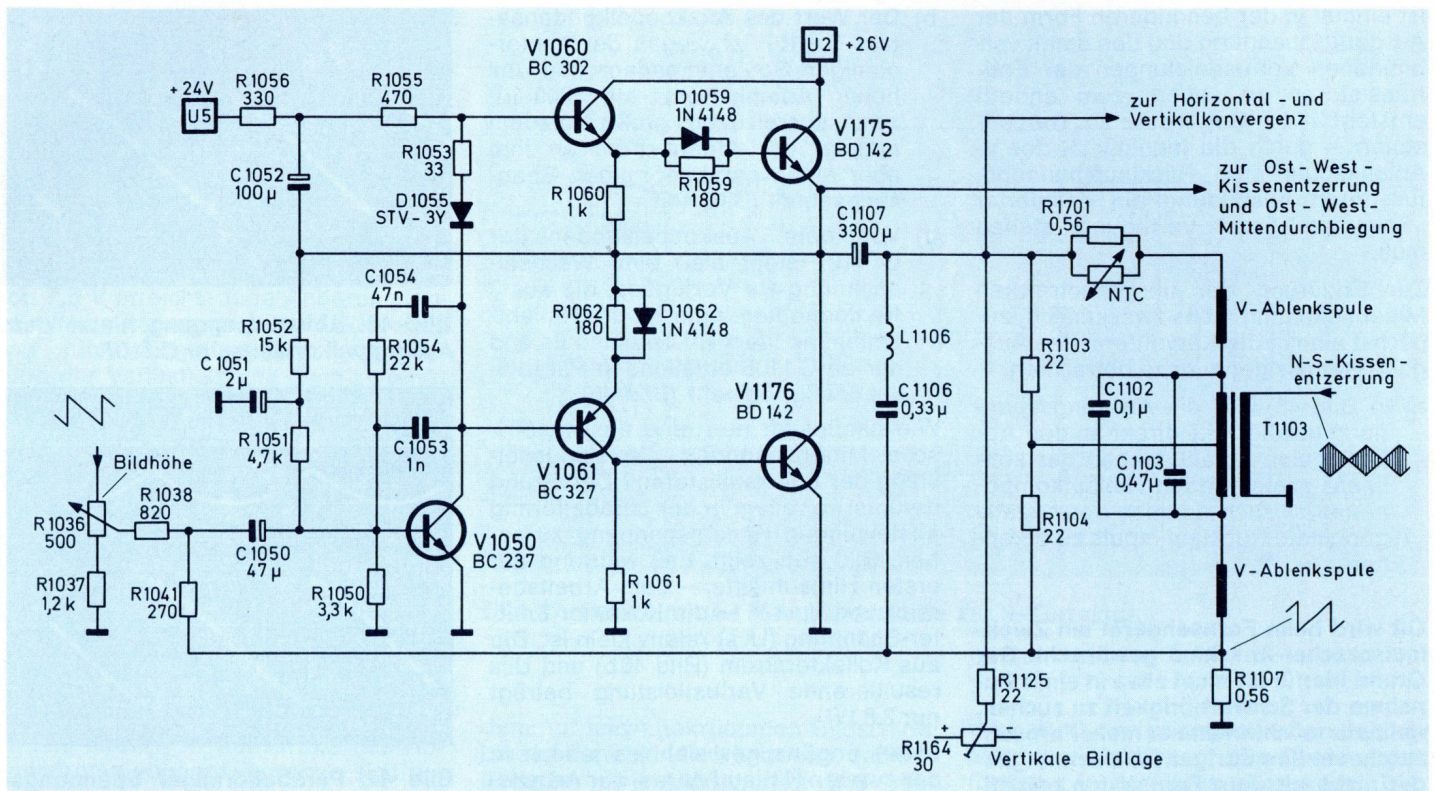 V1060
BC 302
U2
+26V
+24V
U5
R1056
330
R1055
470
D1059
1N4148
V1175
BD 142
R1059
180
zur Horizontal- und
Vertikalkonvergenz
zur Ost-West-
Kissenentzerrung
und Ost-West-
Mittendurchbiegung
C1052
100µ
R1053
33
D1055
STV-3Y
R1060
1k
C1107
3300µ
R1701
0,56
NTC
V-Ablenkspule
C1054
47n
R1052
15k
R1054
22k
C1051
2µ
R1062
180
D1062
1N4148
L1106
R1103
22
N-S-Kissen-
entzerrung
C1102
0,1µ
T1103
C1106
0,33µ
C1103
0,47µ
R1051
4,7k
C1053
1n
V1061
BC 327
V1176
BD 142
Bildhöhe
R1038
820
R1036
500
C1050
47µ
V1050
BC 237
R1104
22
V-Ablenkspule
R1037
1,2k
R1041
270
R1050
3,3k
R1061
1k
R1125
22
R1107
0,56
R1164
30
Vertikale Bildlage